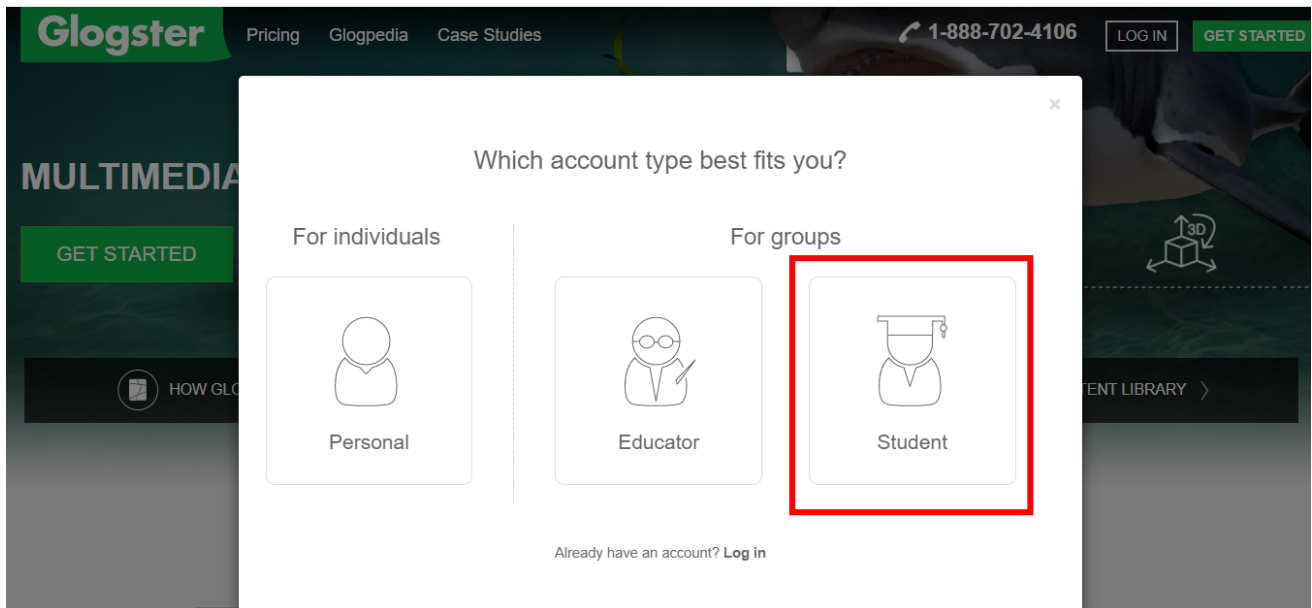 Glogster Pricing Glogpedia Case Studies 1-888-702-4106 LOG IN GET STARTED
×
Which account type best fits you?
MULTIMEDIA
For individuals For groups
GET STARTED
3D
HOW GLO
TENT LIBRARY
Personal Educator Student
Already have an account? Log in